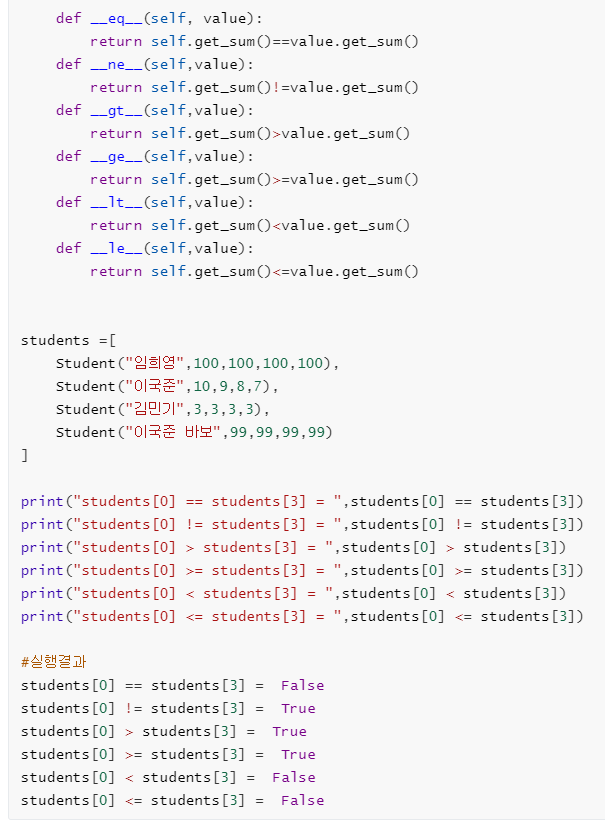 def __eq__(self, value):
return self.get_sum()==value.get_sum()
def __ne__(self,value):
return self.get_sum()!=value.get_sum()
def __gt__(self,value):
return self.get_sum()>value.get_sum()
def __ge__(self,value):
return self.get_sum()>=value.get_sum()
def __lt__(self,value):
return self.get_sum()<value.get_sum()
def __le__(self,value):
return self.get_sum()<=value.get_sum()
students =[
Student("임희영",100,100,100,100),
Student("이국준",10,9,8,7),
Student("김민기",3,3,3,3),
Student("이국준 바보",99,99,99,99)
]
print("students[0] == students[3] = ",students[0] == students[3])
print("students[0] != students[3] = ",students[0] != students[3])
print("students[0] > students[3] = ",students[0] > students[3])
print("students[0] >= students[3] = ",students[0] >= students[3])
print("students[0] < students[3] = ",students[0] < students[3])
print("students[0] <= students[3] = ",students[0] <= students[3])
#실행결과
students[0] == students[3] =  False
students[0] != students[3] =  True
students[0] > students[3] =  True
students[0] >= students[3] =  True
students[0] < students[3] =  False
students[0] <= students[3] =  False